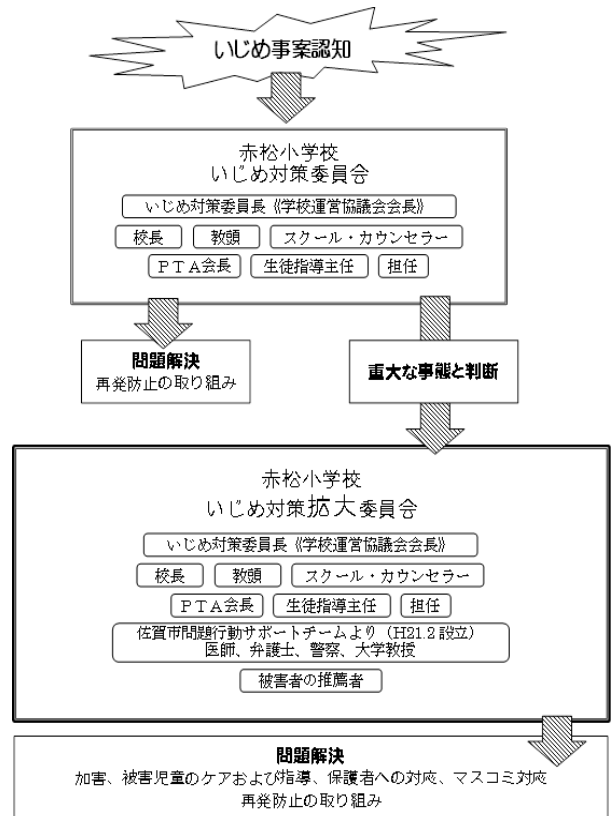 いじめ事案認知
赤松小学校
いじめ対策委員会
いじめ対策委員長《学校運営協議会会長》
校長 教頭 スクール・カウンセラー
PTA会長 生徒指導主任 担任
問題解決
再発防止の取り組み
重大な事態と判断
赤松小学校
いじめ対策拡大委員会
いじめ対策委員長《学校運営協議会会長》
校長 教頭 スクール・カウンセラー
PTA会長 生徒指導主任 担任
佐賀市問題行動サポートチームより(H21.2設立)
医師、弁護士、警察、大学教授
被害者の推薦者
問題解決
加害、被害児童のケアおよび指導、保護者への対応、マスコミ対応
再発防止の取り組み